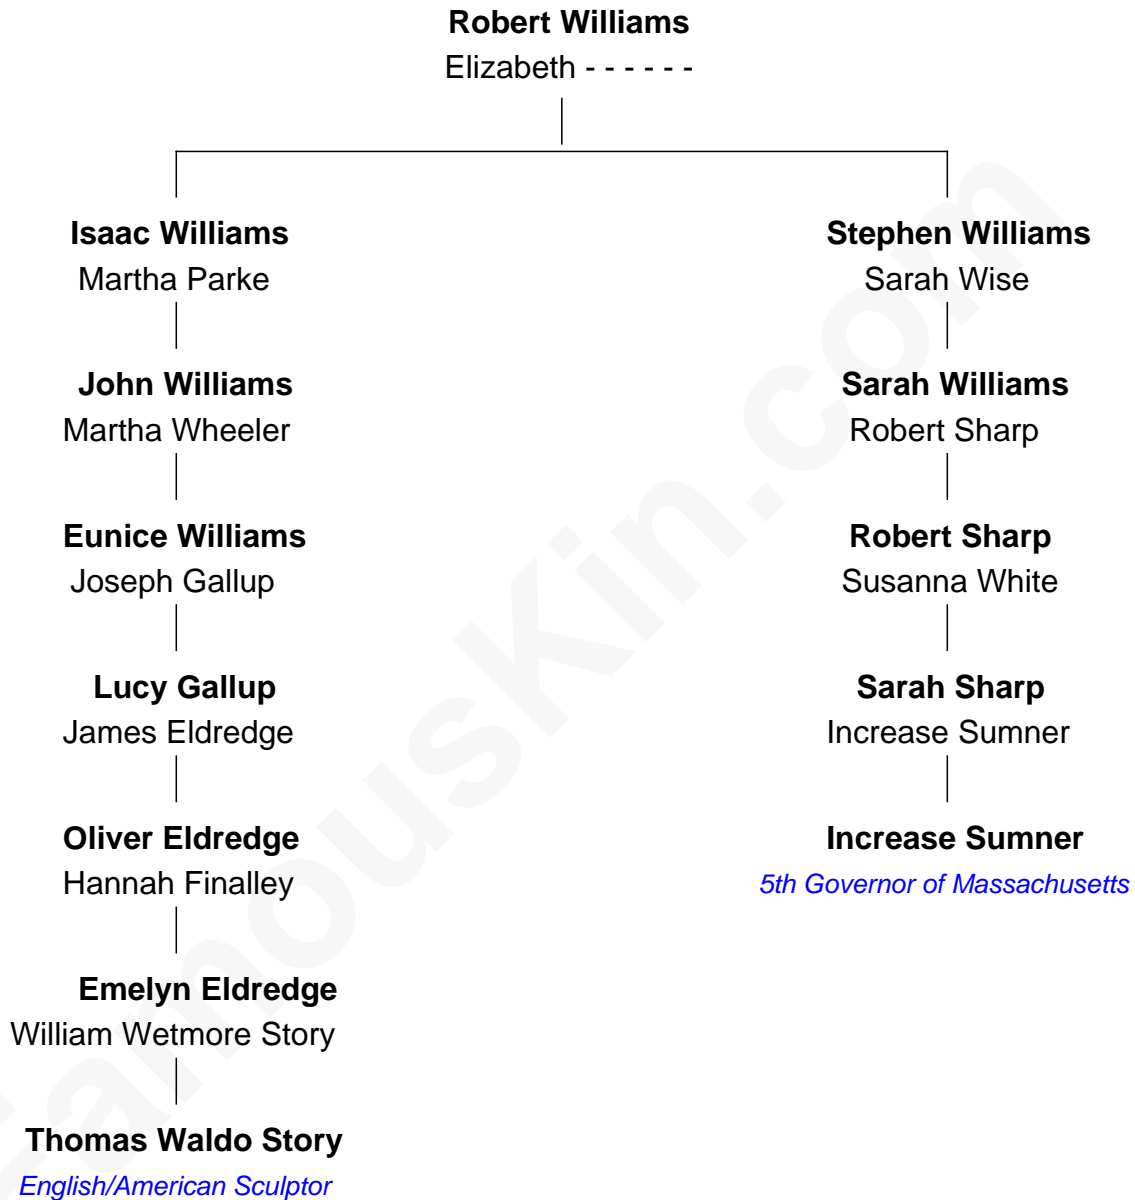 Robert Williams
Elizabeth - - - - - -
Isaac Williams
Martha Parke
John Williams
Martha Wheeler
Eunice Williams
Joseph Gallup
Lucy Gallup
James Eldredge
Oliver Eldredge
Hannah Finalley
Emelyn Eldredge
William Wetmore Story
Thomas Waldo Story
English/American Sculptor
Stephen Williams
Sarah Wise
Sarah Williams
Robert Sharp
Robert Sharp
Susanna White
Sarah Sharp
Increase Sumner
Increase Sumner
5th Governor of Massachusetts
FamousKin.com